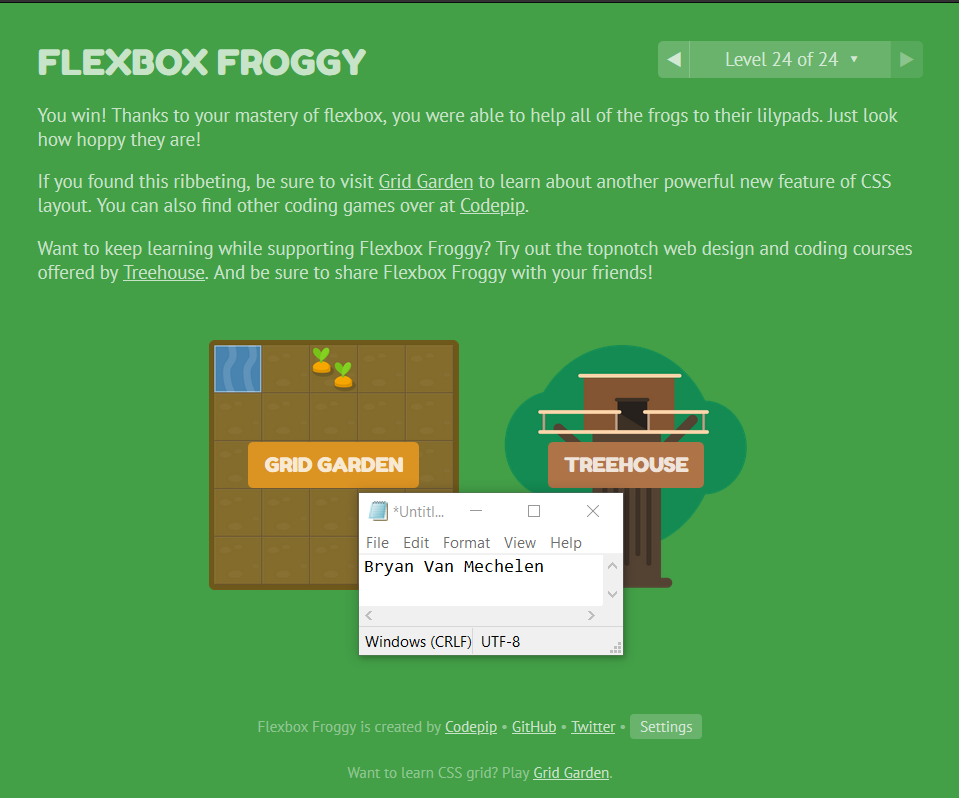 FLEXBOX FROGGY
◀ Level 24 of 24 ▼ ▶
You win! Thanks to your mastery of flexbox, you were able to help all of the frogs to their lilypads. Just look
how hoppy they are!
If you found this ribbeting, be sure to visit Grid Garden to learn about another powerful new feature of CSS
layout. You can also find other coding games over at Codepip.
Want to keep learning while supporting Flexbox Froggy? Try out the topnotch web design and coding courses
offered by Treehouse. And be sure to share Flexbox Froggy with your friends!
GRID GARDEN
TREEHOUSE
*Untitl...
File Edit Format View Help
Bryan Van Mechelen
Windows (CRLF) UTF-8
Flexbox Froggy is created by Codepip • GitHub • Twitter • Settings
Want to learn CSS grid? Play Grid Garden.